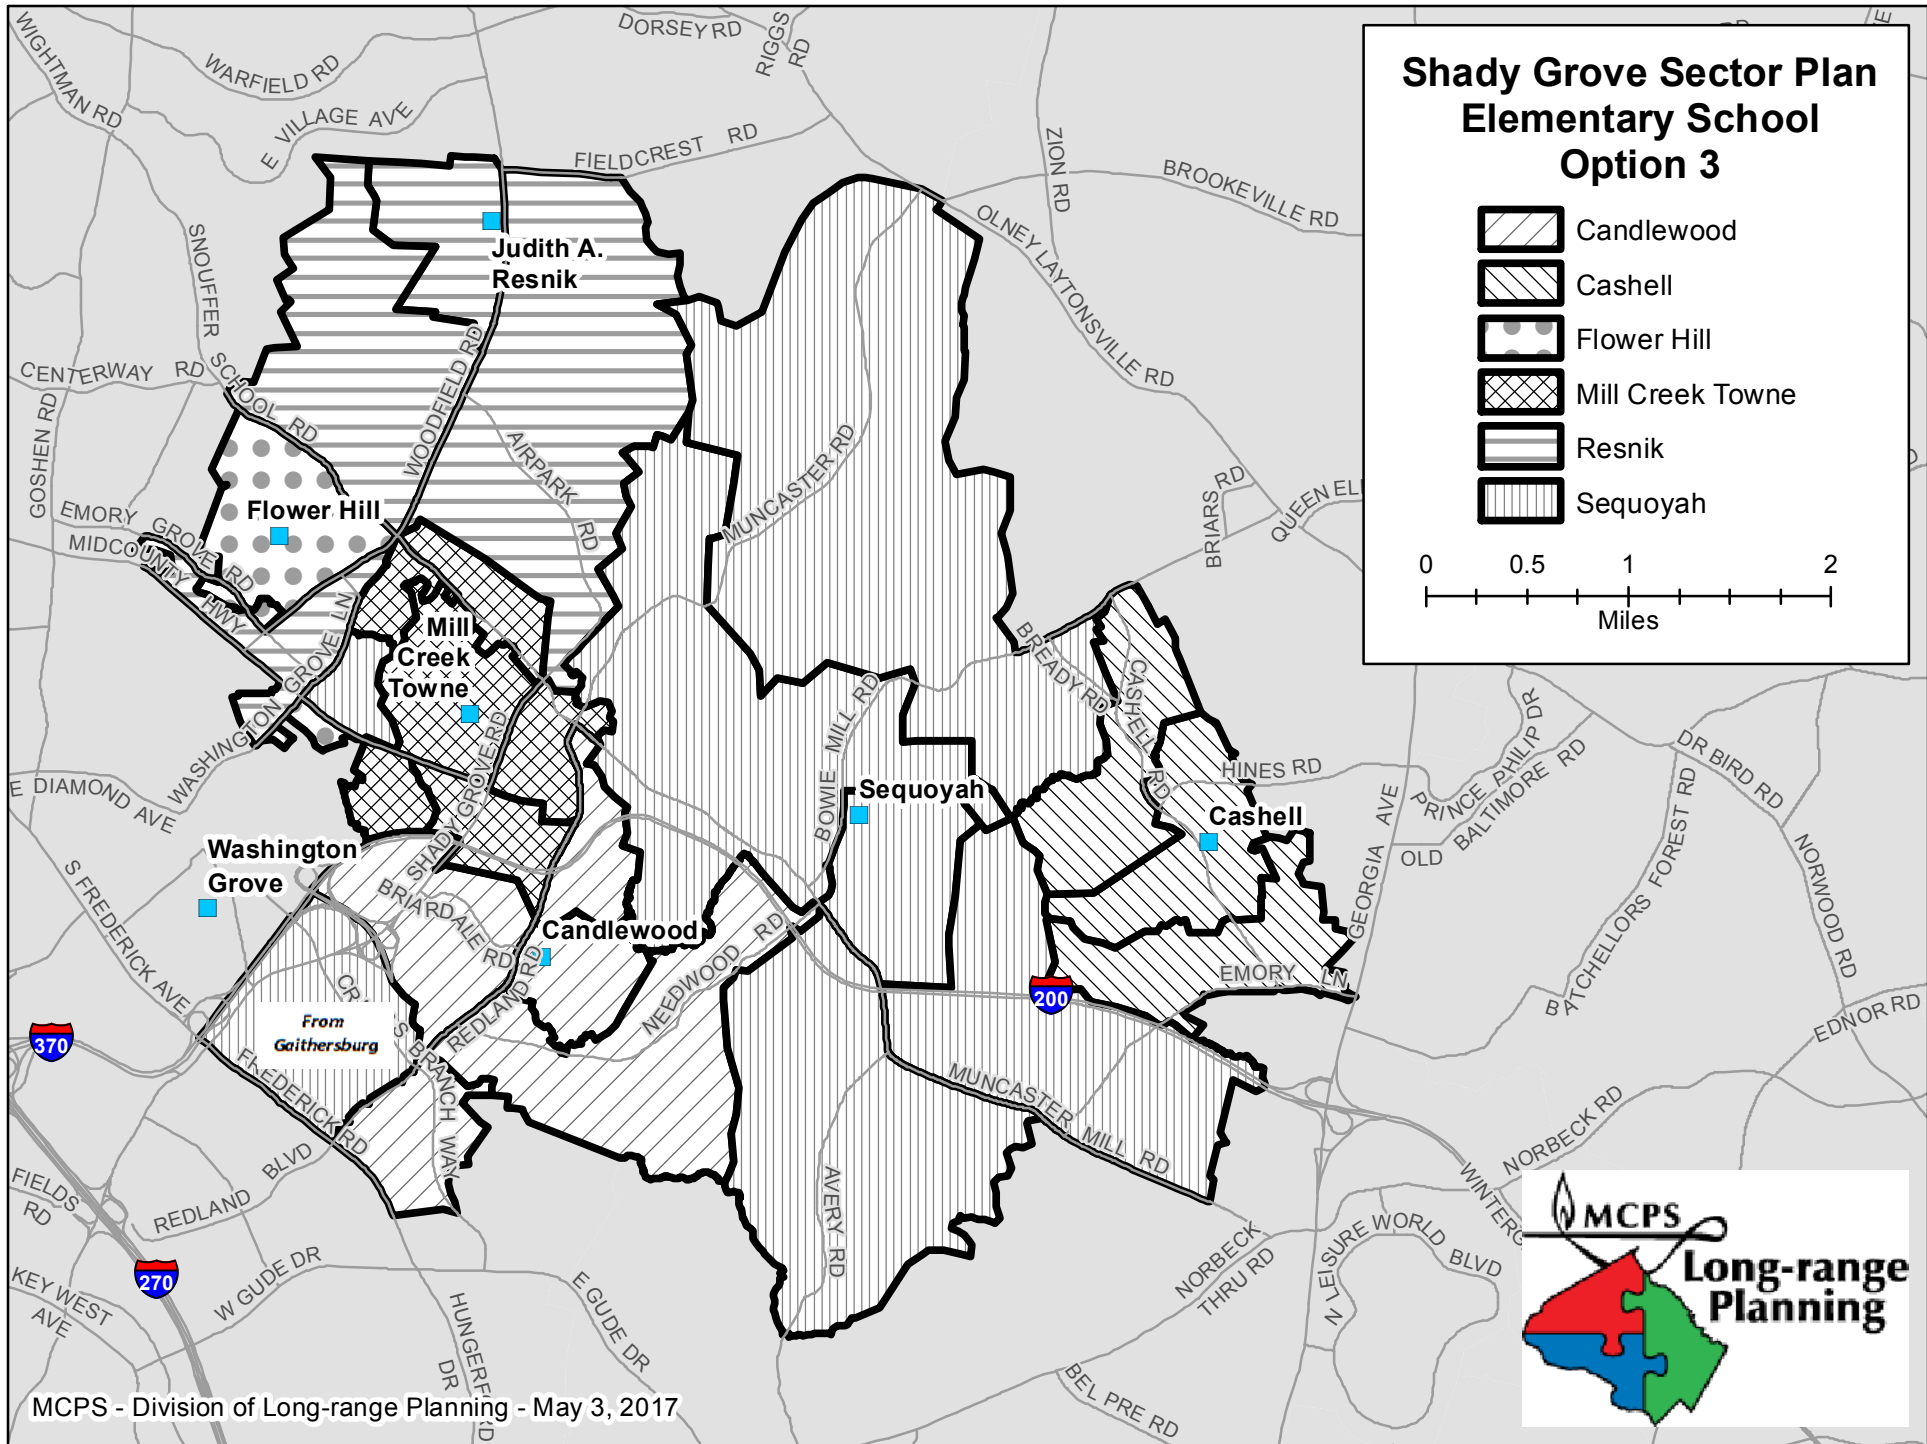 Shady Grove Sector Plan
Elementary School
Option 3
Candlewood
Cashell
Flower Hill
Mill Creek Towne
Resnik
Sequoyah
0 0.5 1 2
Miles
DORSEY RD
RIGGS RD
WIGHTMAN RD
WARFIELD RD
E VILLAGE AVE
FIELDCREST RD
ZION RD
BROOKEVILLE RD
OLNEY LAYTONSVILLE RD
SNOUFFER SCHOOL RD
Judith A.
Resnik
CENTERWAY RD
GOSHEN RD
WOODFIELD RD
AIRPARK RD
MUNCASTER RD
BRIARS RD
QUEEN ELI
Flower Hill
EMORY GROVE RD
MIDCOUNTY HWY
WASHINGTON GROVE LN
Mill
Creek
Towne
BREADY RD
CASHELL RD
BOWIE MILL RD
SHADY GROVE RD
HINES RD
PRINCE PHILIP DR
DR BIRD RD
OLD BALTIMORE RD
GEORGIA AVE
BATCHELLORS FOREST RD
NORWOOD RD
E DIAMOND AVE
Sequoyah
Cashell
Washington
Grove
S FREDERICK AVE
BRIARDALE RD
Candlewood
REDLAND RD
NEEDWOOD RD
EMORY LN
200
EDNOR RD
370
From
Gaithersburg
CRABBS BRANCH WAY
FREDERICK RD
MUNCASTER MILL RD
NORBECK RD
FIELDS RD
REDLAND BLVD
AVERY RD
270
KEY WEST AVE
W GUDE DR
E GUDE DR
HUNGERFORD DR
NORBECK
THRU RD
N LEISURE WORLD BLVD
WINTERG
BEL PRE RD
MCPS
Long-range
Planning
MCPS - Division of Long-range Planning - May 3, 2017